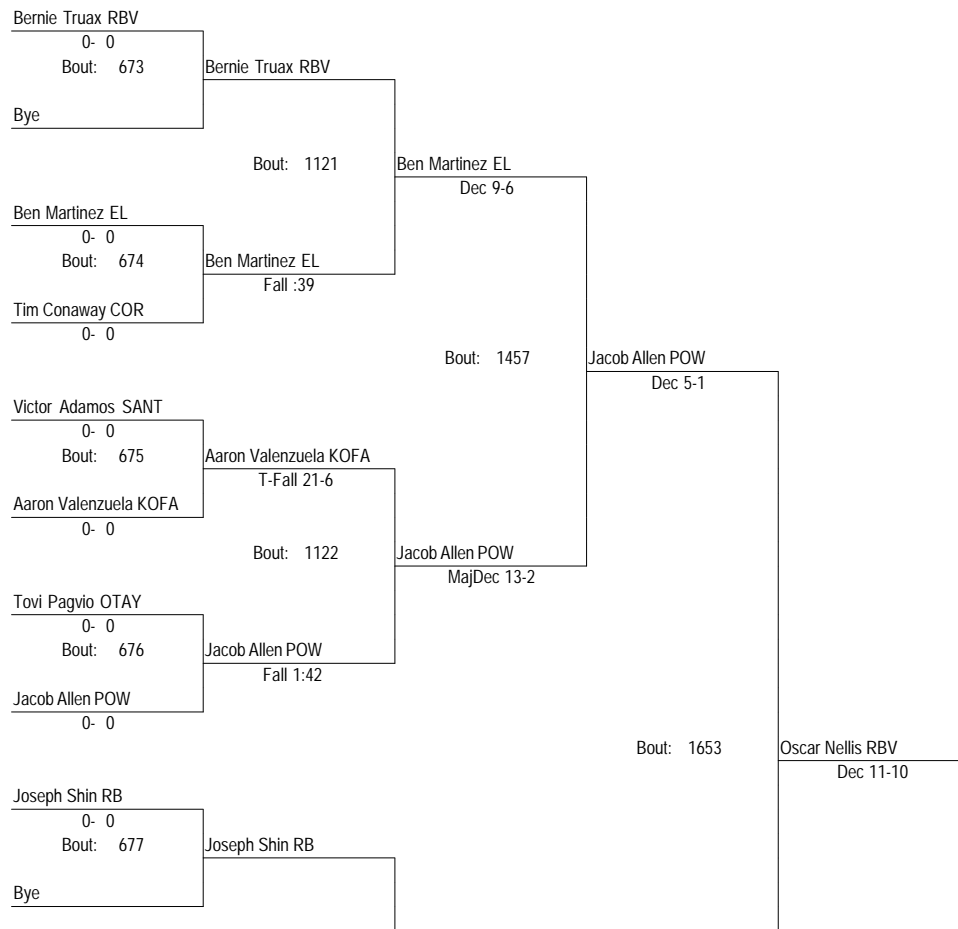 Bernie Truax RBV
0- 0
Bout: 673
Bernie Truax RBV
Bye
Bout: 1121
Ben Martinez EL
Dec 9-6
Ben Martinez EL
0- 0
Bout: 674
Ben Martinez EL
Fall :39
Tim Conaway COR
0- 0
Bout: 1457
Jacob Allen POW
Dec 5-1
Victor Adamos SANT
0- 0
Bout: 675
Aaron Valenzuela KOFA
T-Fall 21-6
Aaron Valenzuela KOFA
0- 0
Bout: 1122
Jacob Allen POW
MajDec 13-2
Tovi Pagvio OTAY
0- 0
Bout: 676
Jacob Allen POW
Fall 1:42
Jacob Allen POW
0- 0
Bout: 1653
Oscar Nellis RBV
Dec 11-10
Joseph Shin RB
0- 0
Bout: 677
Joseph Shin RB
Bye